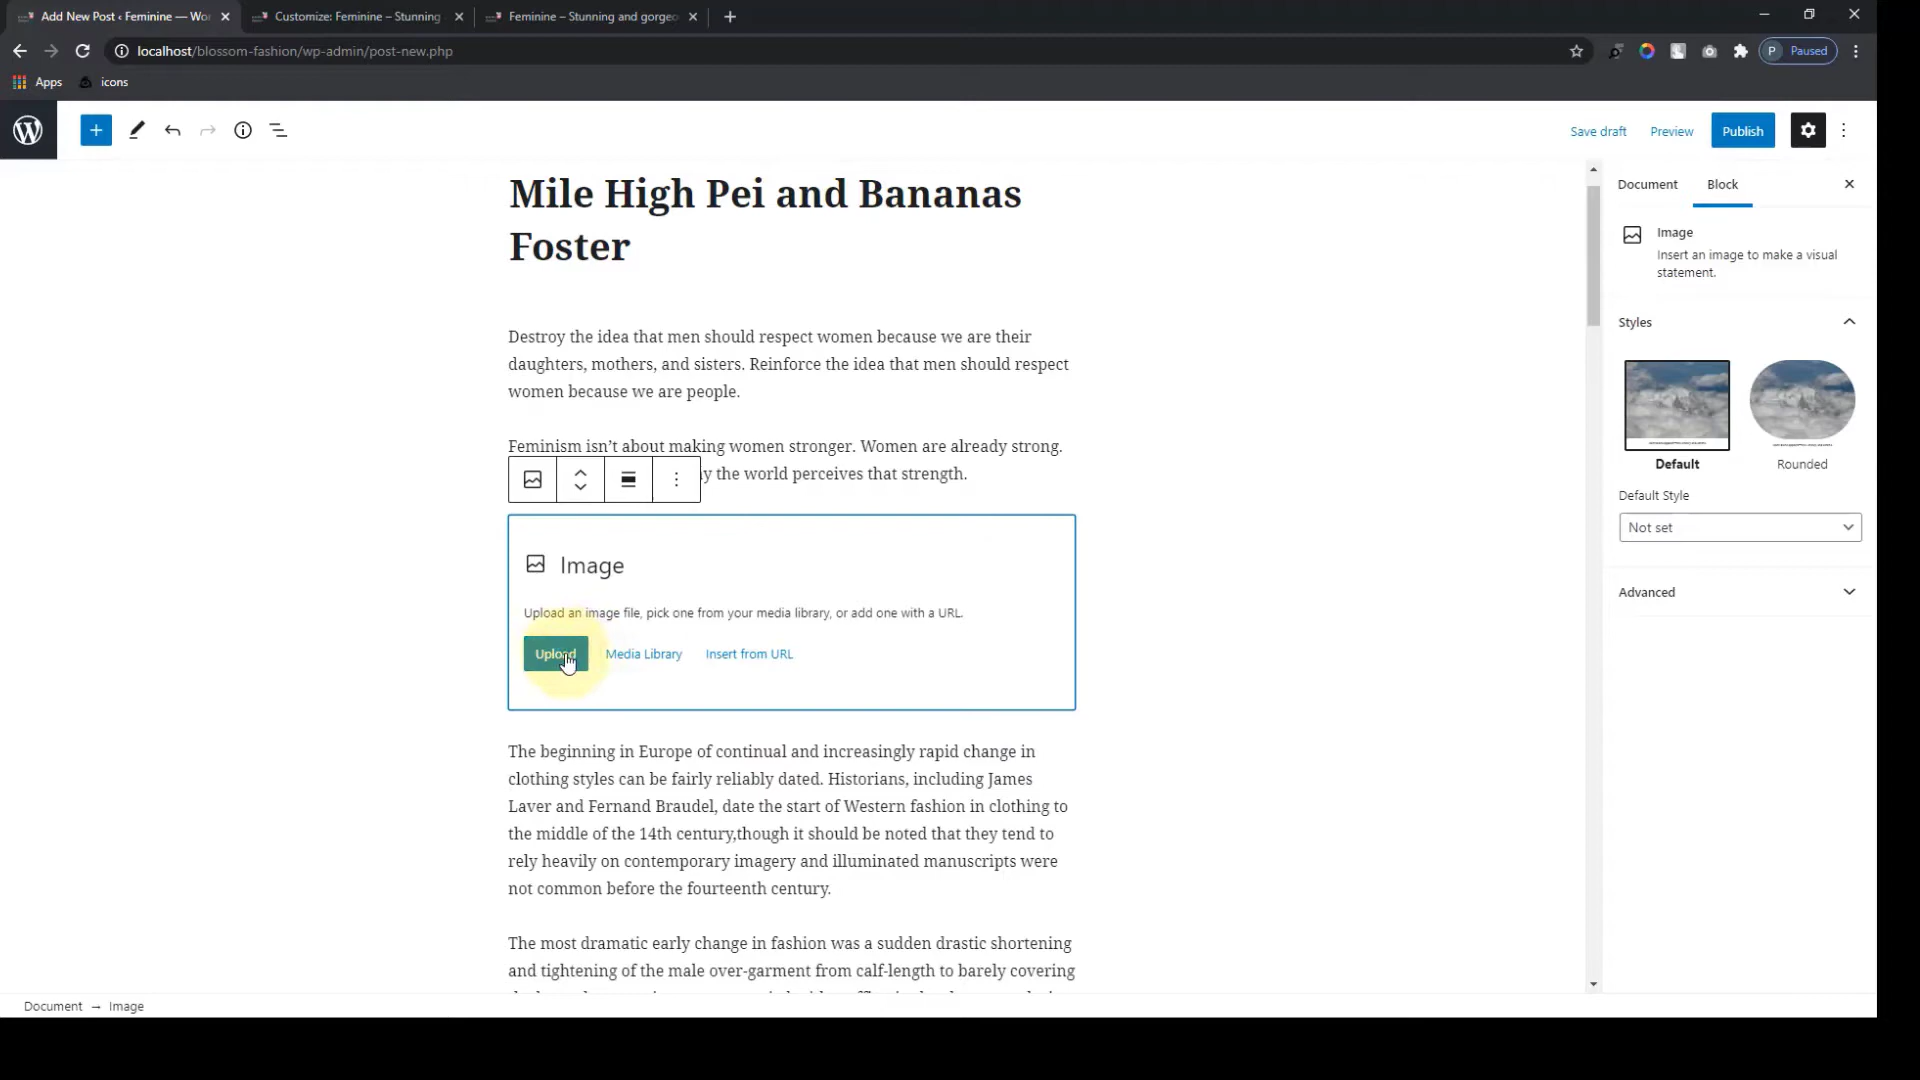 Add New Post ‹ Feminine — Wor
Customize: Feminine – Stunning
Feminine – Stunning and gorgeo
localhost/blossom-fashion/wp-admin/post-new.php
P Paused
Apps
icons
Save draft
Preview
Publish
Mile High Pei and Bananas
Foster
Destroy the idea that men should respect women because we are their
daughters, mothers, and sisters. Reinforce the idea that men should respect
women because we are people.
Feminism isn’t about making women stronger. Women are already strong.
the world perceives that strength.
Image
Upload an image file, pick one from your media library, or add one with a URL.
Upload
Media Library
Insert from URL
The beginning in Europe of continual and increasingly rapid change in
clothing styles can be fairly reliably dated. Historians, including James
Laver and Fernand Braudel, date the start of Western fashion in clothing to
the middle of the 14th century,though it should be noted that they tend to
rely heavily on contemporary imagery and illuminated manuscripts were
not common before the fourteenth century.
The most dramatic early change in fashion was a sudden drastic shortening
and tightening of the male over-garment from calf-length to barely covering
Document
Block
Image
Insert an image to make a visual
statement.
Styles
Default
Rounded
Default Style
Not set
Advanced
Document → Image